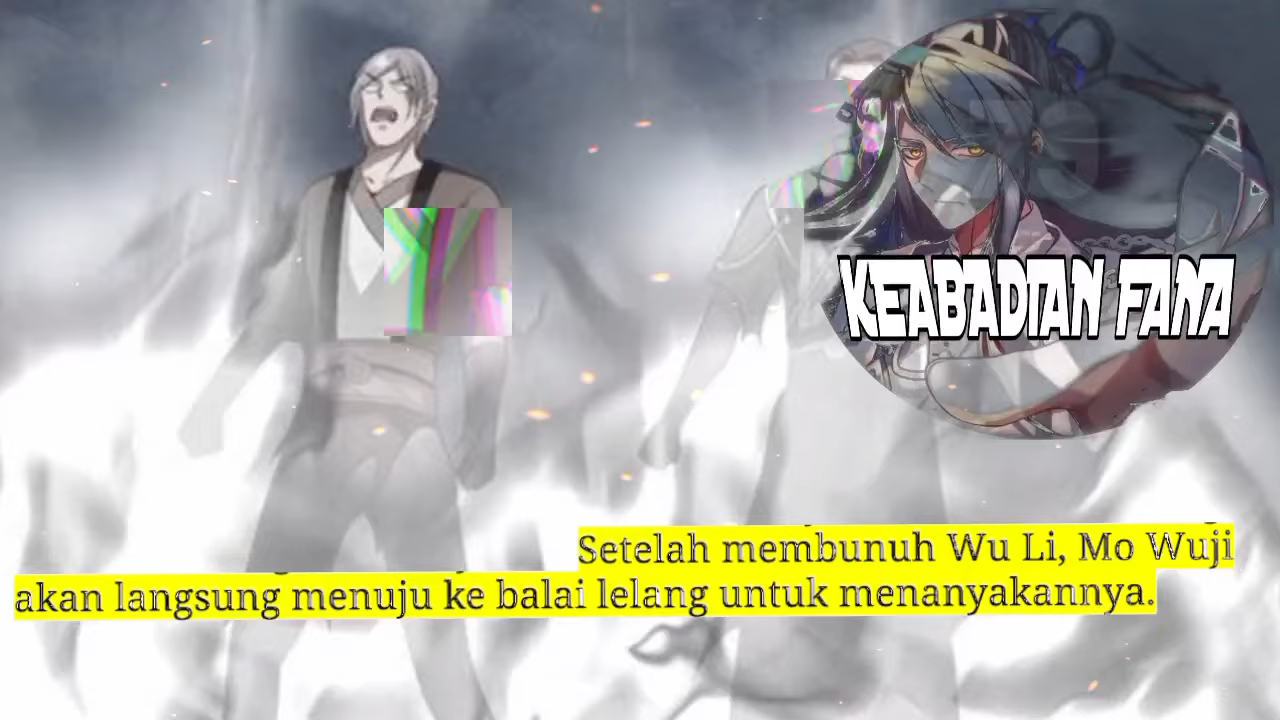 KEABADIAN FANA
Setelah membunuh Wu Li, Mo Wuji
akan langsung menuju ke balai lelang untuk menanyakannya.